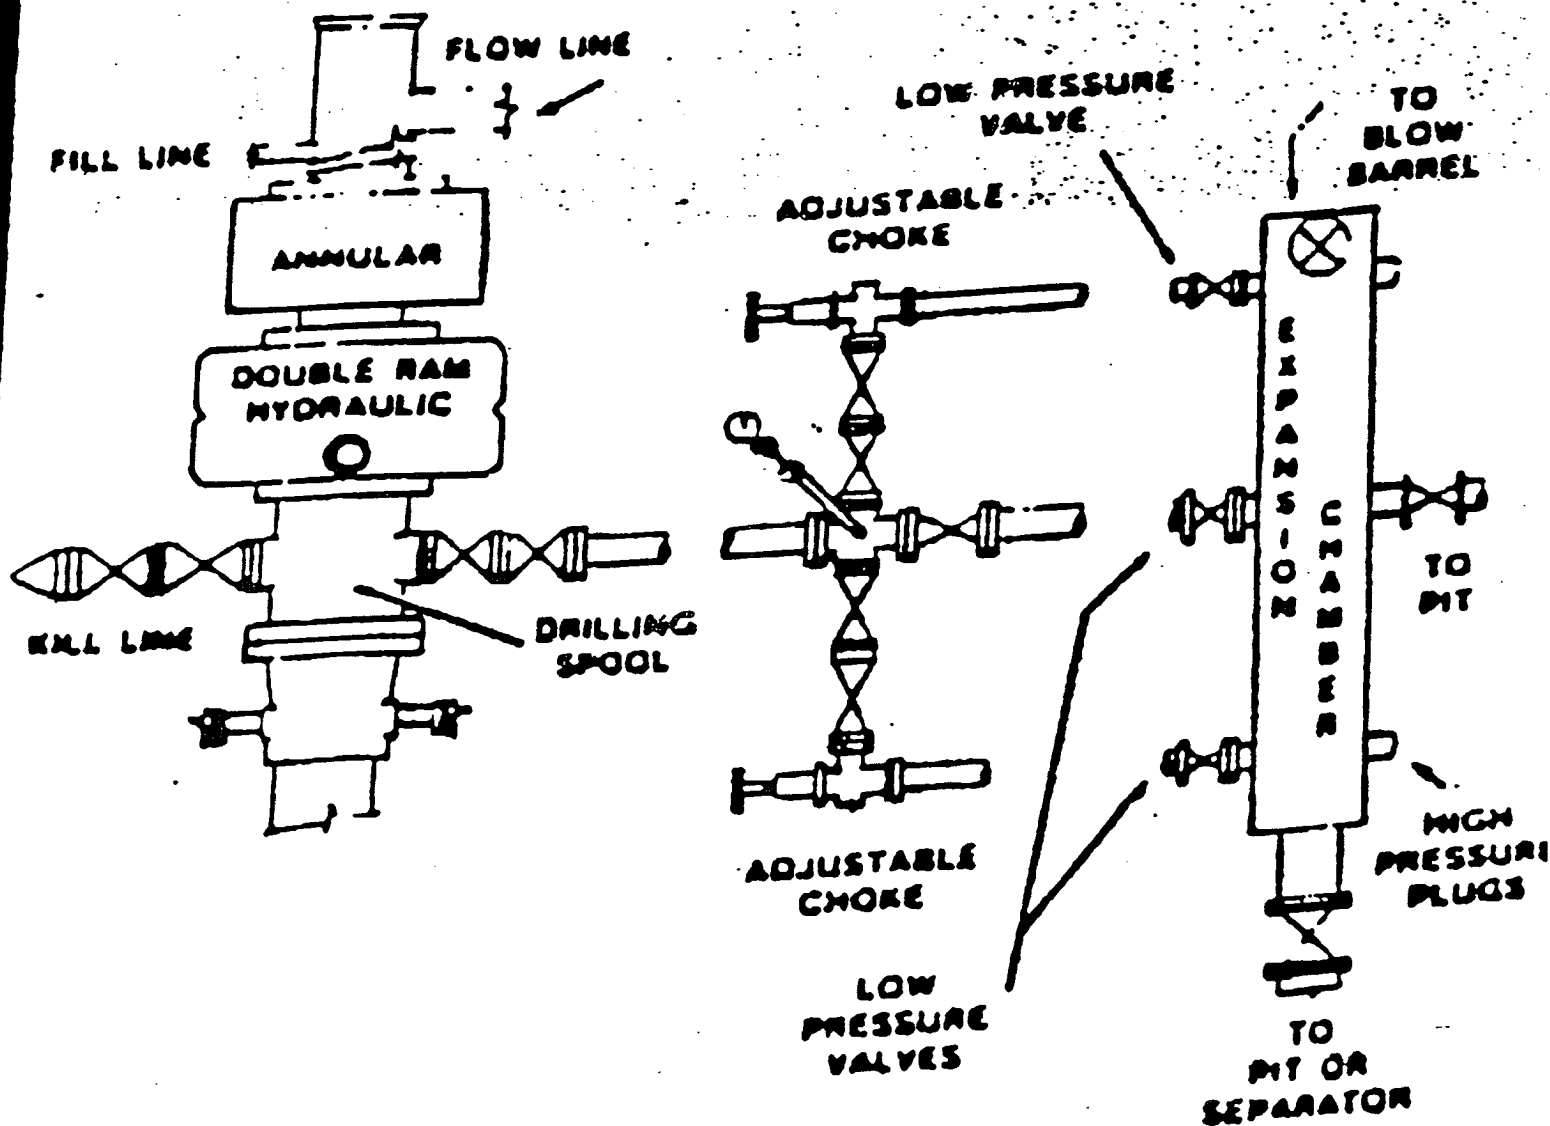 FLOW LINE
FILL LINE
ANNULAR
DOUBLE RAM
HYDRAULIC
KILL LINE
DRILLING
SPOOL
LOW PRESSURE
VALVE
ADJUSTABLE
CHOKE
ADJUSTABLE
CHOKE
LOW
PRESSURE
VALVES
TO
BLOW
BARREL
EXPANSION
CHAMBER
TO
PIT
HIGH
PRESSURE
PLUGS
TO
PIT OR
SEPARATOR